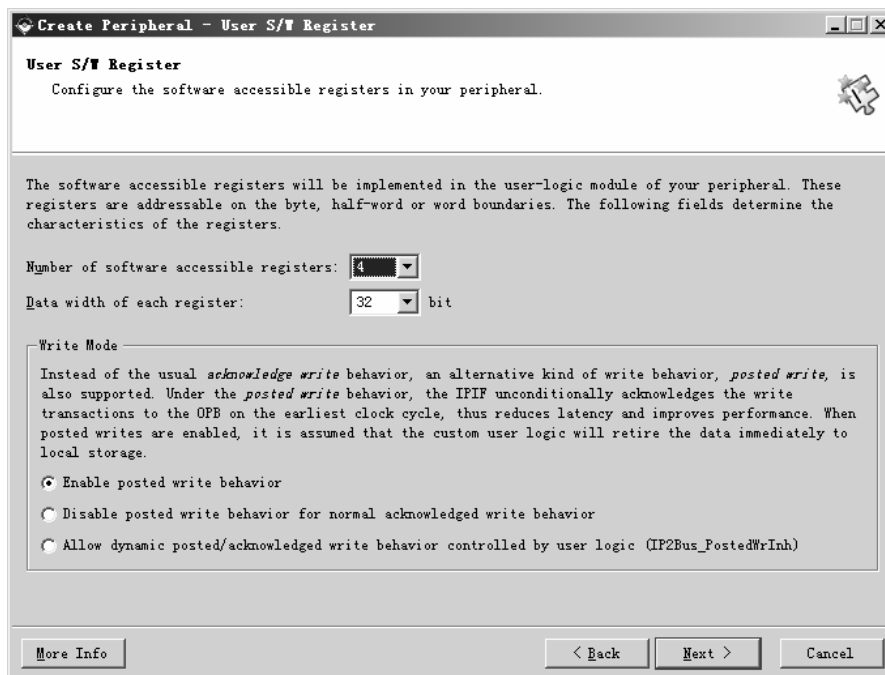 Create Peripheral - User S/W Register
User S/W Register
Configure the software accessible registers in your peripheral.
The software accessible registers will be implemented in the user-logic module of your peripheral. These
registers are addressable on the byte, half-word or word boundaries. The following fields determine the
characteristics of the registers.
Number of software accessible registers: 4
Data width of each register: 32 bit
Write Mode
Instead of the usual acknowledge write behavior, an alternative kind of write behavior, posted write, is
also supported. Under the posted write behavior, the IPIF unconditionally acknowledges the write
transactions to the OPB on the earliest clock cycle, thus reduces latency and improves performance. When
posted writes are enabled, it is assumed that the custom user logic will retire the data immediately to
local storage.
Enable posted write behavior
Disable posted write behavior for normal acknowledged write behavior
Allow dynamic posted/acknowledged write behavior controlled by user logic (IP2Bus_PostedWrInh)
More Info < Back Next > Cancel